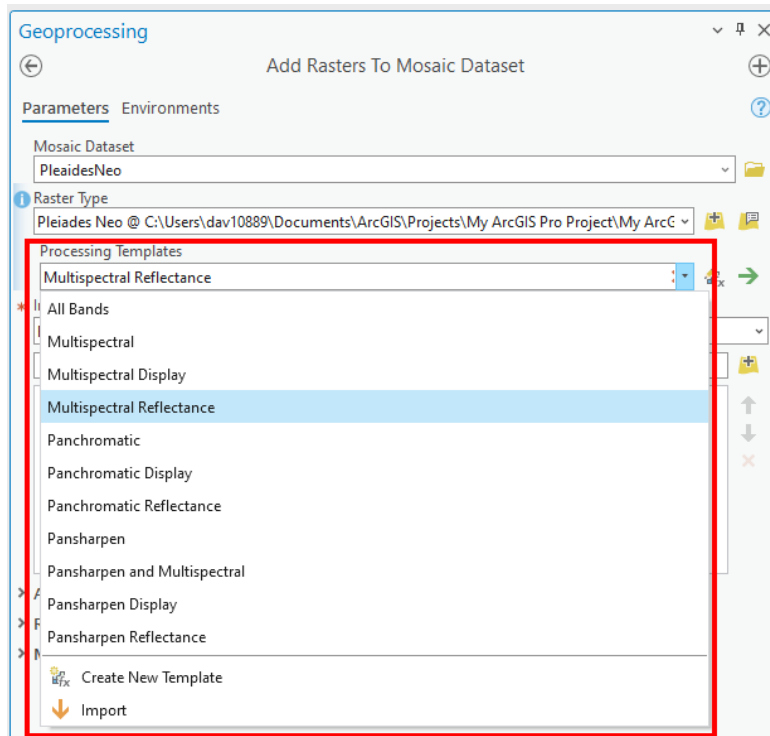 Geoprocessing
Add Rasters To Mosaic Dataset
Parameters Environments
Mosaic Dataset
PleaidesNeo
Raster Type
Pleiades Neo @ C:\Users\dav10889\Documents\ArcGIS\Projects\My ArcGIS Pro Project\My ArcG
Processing Templates
Multispectral Reflectance
All Bands
Multispectral
Multispectral Display
Multispectral Reflectance
Panchromatic
Panchromatic Display
Panchromatic Reflectance
Pansharpen
Pansharpen and Multispectral
Pansharpen Display
Pansharpen Reflectance
Create New Template
Import